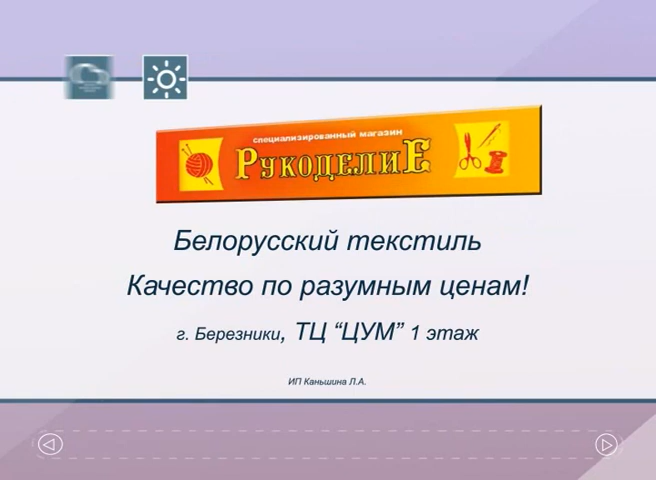 специализированный магазин
РукоделиЕ
Белорусский текстиль
Качество по разумным ценам!
г. Березники, ТЦ “ЦУМ” 1 этаж
ИП Каньшина Л.А.